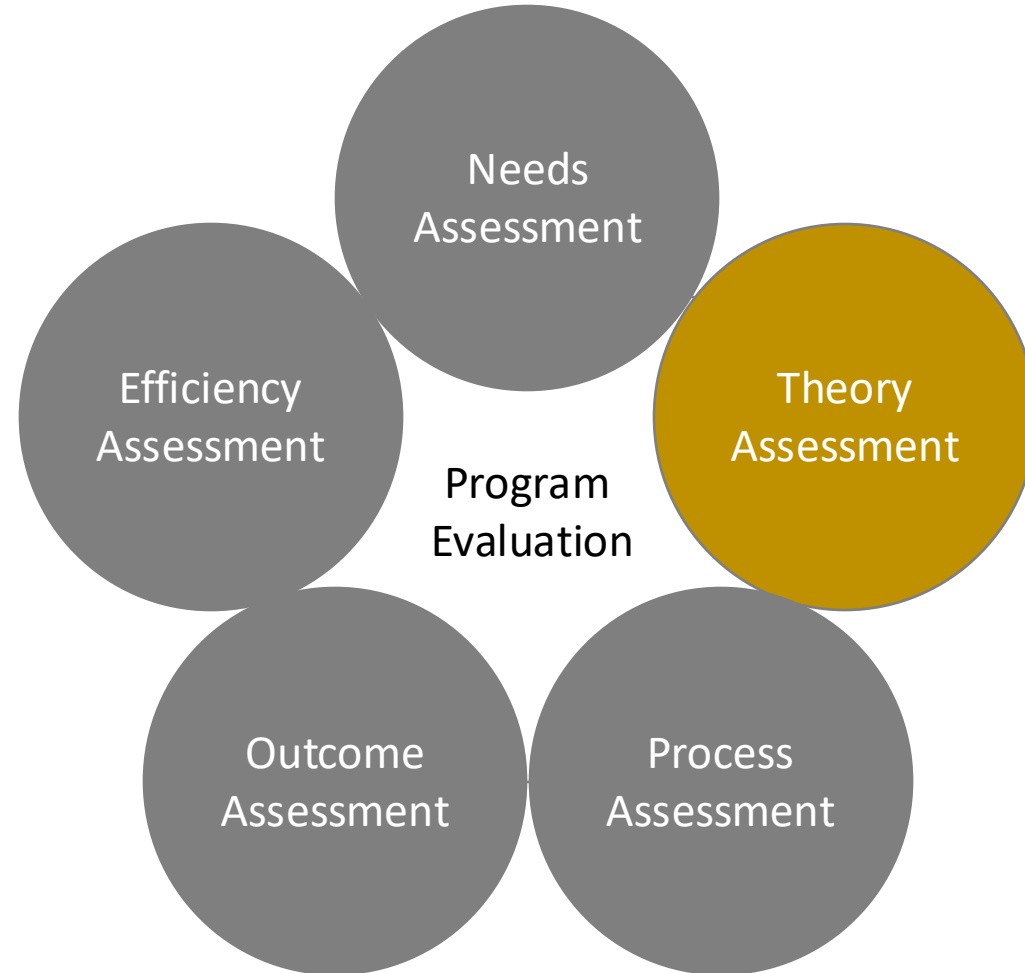 Needs
Assessment
Theory
Assessment
Process
Assessment
Outcome
Assessment
Efficiency
Assessment
Program
Evaluation